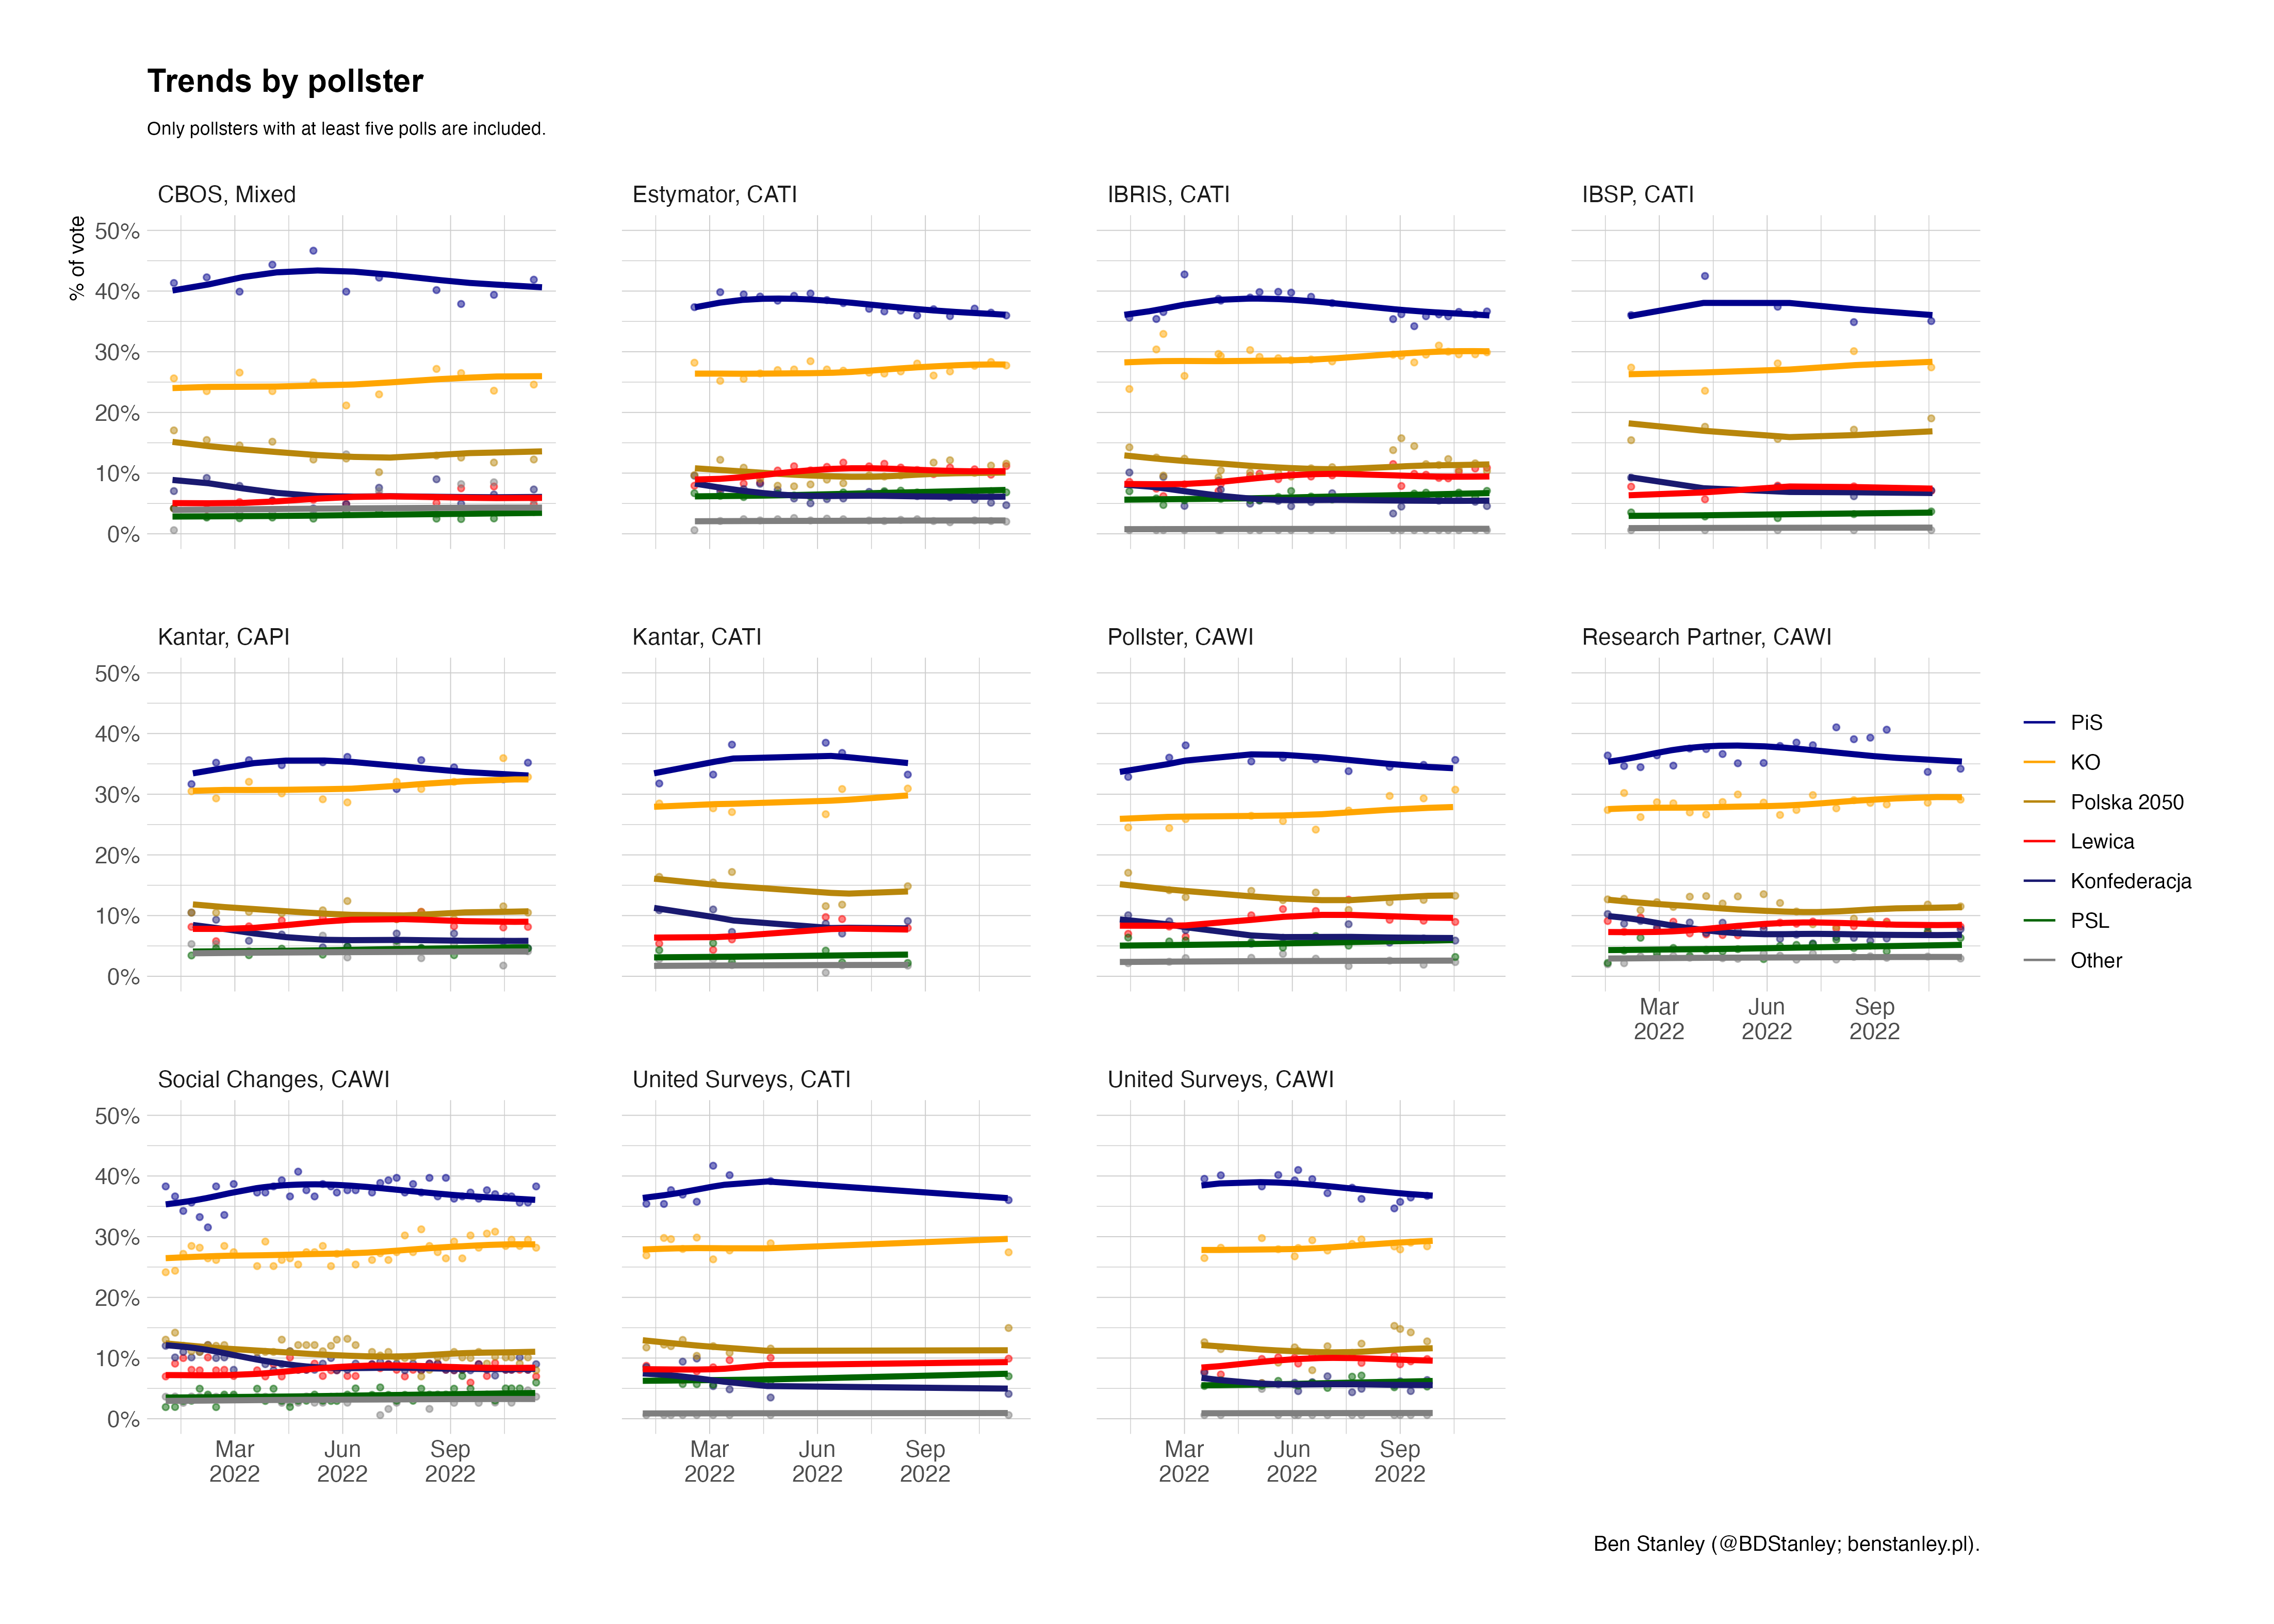 Trends by pollster
Only pollsters with at least five polls are included.
CBOS, Mixed
Estymator, CATI
IBRIS, CATI
IBSP, CATI
% of vote
50%
40%
30%
20%
10%
0%
Kantar, CAPI
Kantar, CATI
Pollster, CAWI
Research Partner, CAWI
50%
40%
30%
20%
10%
0%
Mar
2022
Jun
2022
Sep
2022
PiS
KO
Polska 2050
Lewica
Konfederacja
PSL
Other
Social Changes, CAWI
United Surveys, CATI
United Surveys, CAWI
50%
40%
30%
20%
10%
0%
Mar
2022
Jun
2022
Sep
2022
Mar
2022
Jun
2022
Sep
2022
Mar
2022
Jun
2022
Sep
2022
Ben Stanley (@BDStanley; benstanley.pl).